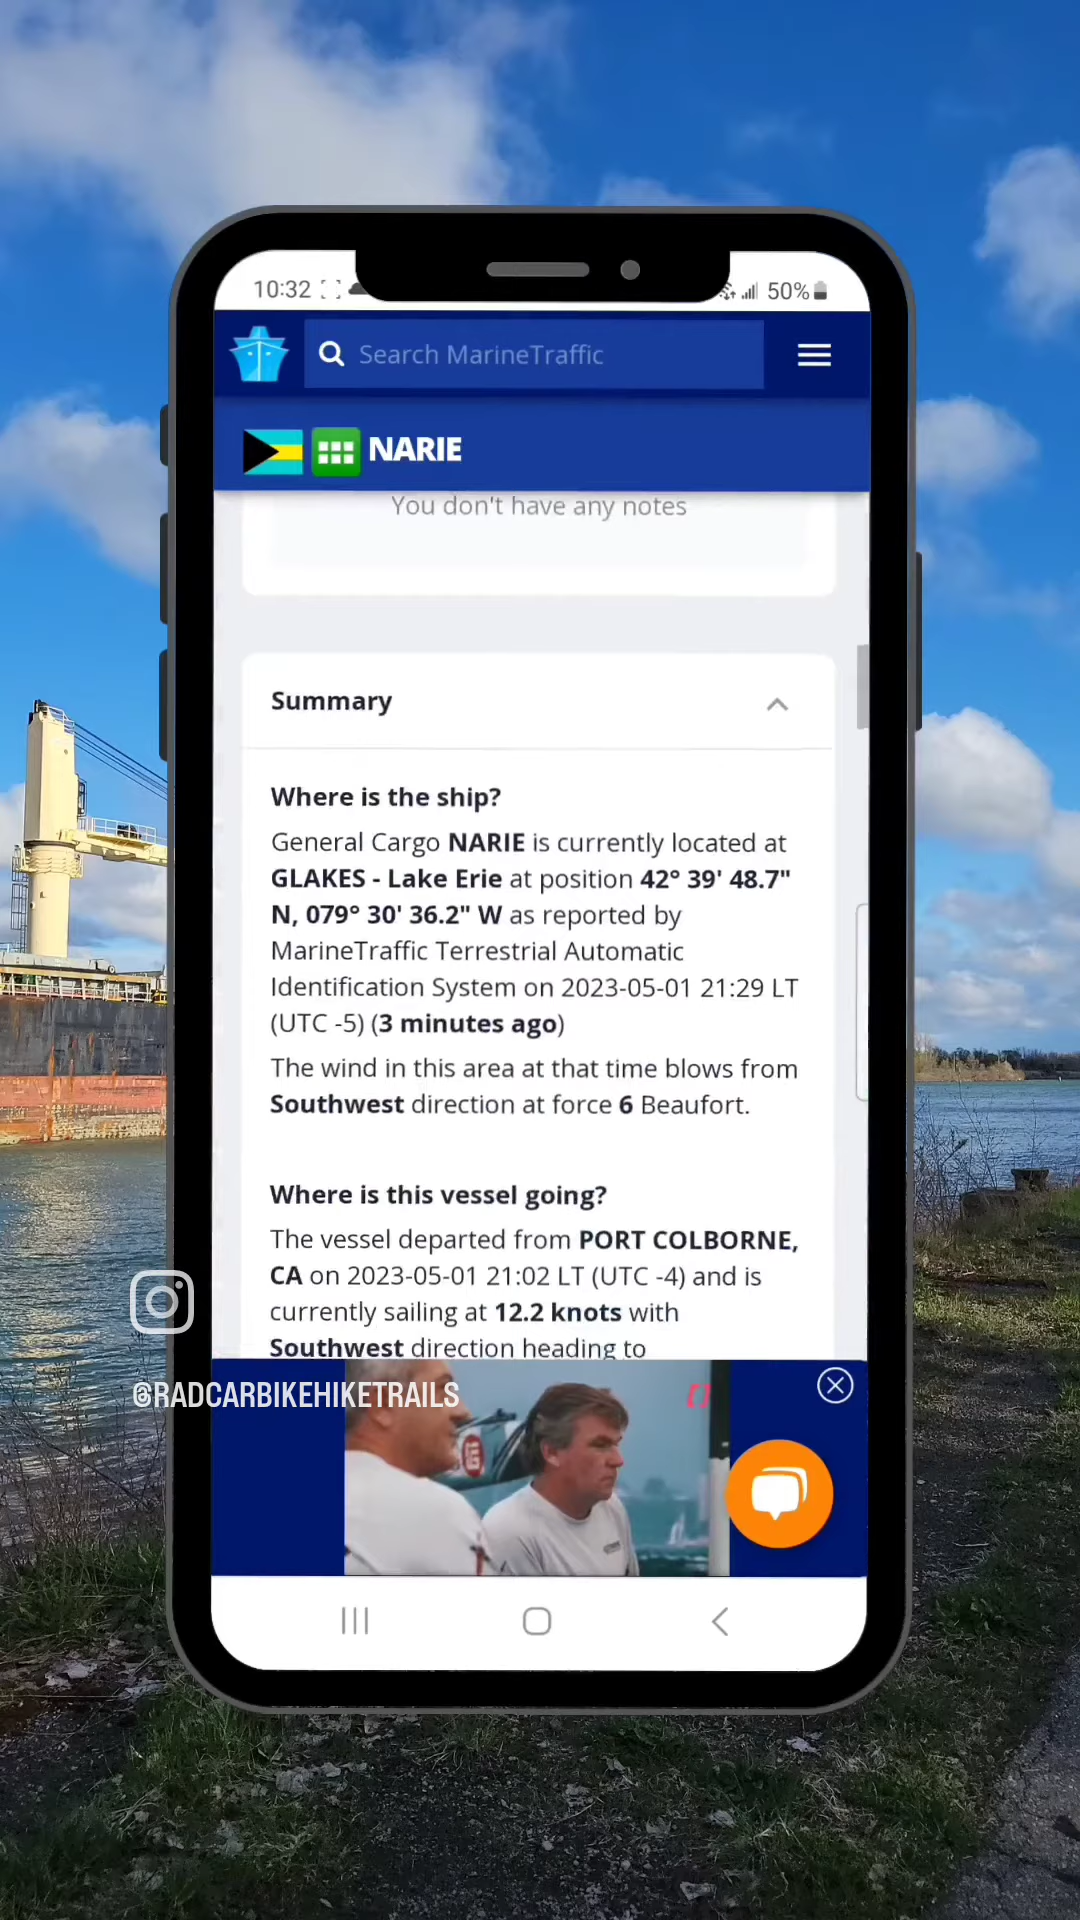 10:32
50%
Search MarineTraffic
NARIE
You don't have any notes
Summary
Where is the ship?
General Cargo NARIE is currently located at
GLAKES - Lake Erie at position 42° 39' 48.7"
N, 079° 30' 36.2" W as reported by
MarineTraffic Terrestrial Automatic
Identification System on 2023-05-01 21:29 LT
(UTC -5) (3 minutes ago)
The wind in this area at that time blows from
Southwest direction at force 6 Beaufort.
Where is this vessel going?
The vessel departed from PORT COLBORNE,
CA on 2023-05-01 21:02 LT (UTC -4) and is
currently sailing at 12.2 knots with
Southwest direction heading to
@RADCARBIKEHIKETRAILS